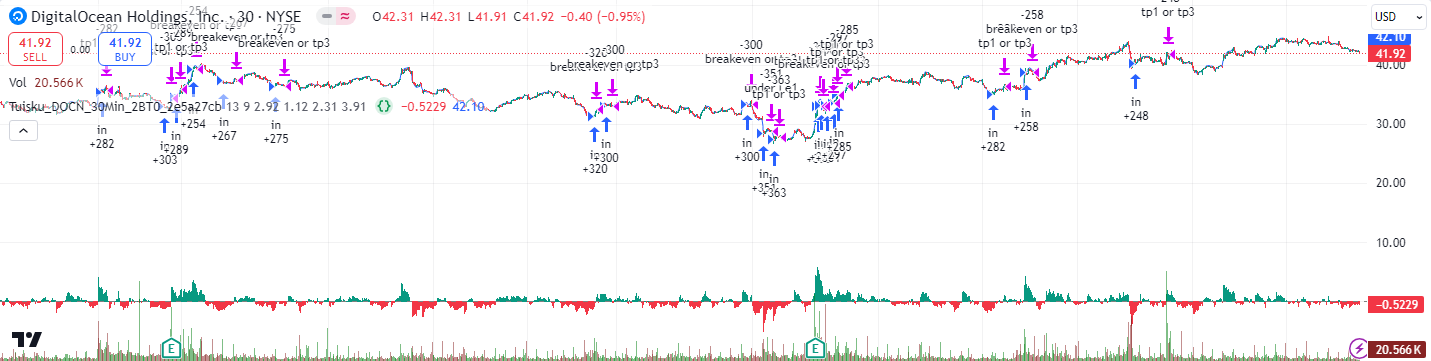 DigitalOcean Holdings, Inc. · 30 · NYSE
O42.31 H42.31 L41.91 C41.92 −0.40 (−0.95%)
USD
41.92
SELL
0.00
41.92
BUY
Vol 20.566 K
Tuisku_DOCN_30Min_2BTO_2e5a27cb 13 9 2.92 1.12 2.31 3.91 −0.5229 42.10
-282
-254
-267
-275
breakeven or tp3
tp1 or tp3
breakeven or tp3
-300
breakeven or tp3
-300
breakeven or
-351
-363
tp1 or tp3
-297
-285
tp1 or tp3
breakeven or tp3
tp1 or tp3
-258
breakeven or tp3
tp1 or tp3
in
+282
in
+303
in
+289
+254
in
+267
in
+275
in
+320
in
+300
in
+300
in
in
+363
in
+285
+297
in
+282
in
+258
in
+248
42.10
41.92
40.00
30.00
20.00
10.00
−0.5229
20.566 K
E
E